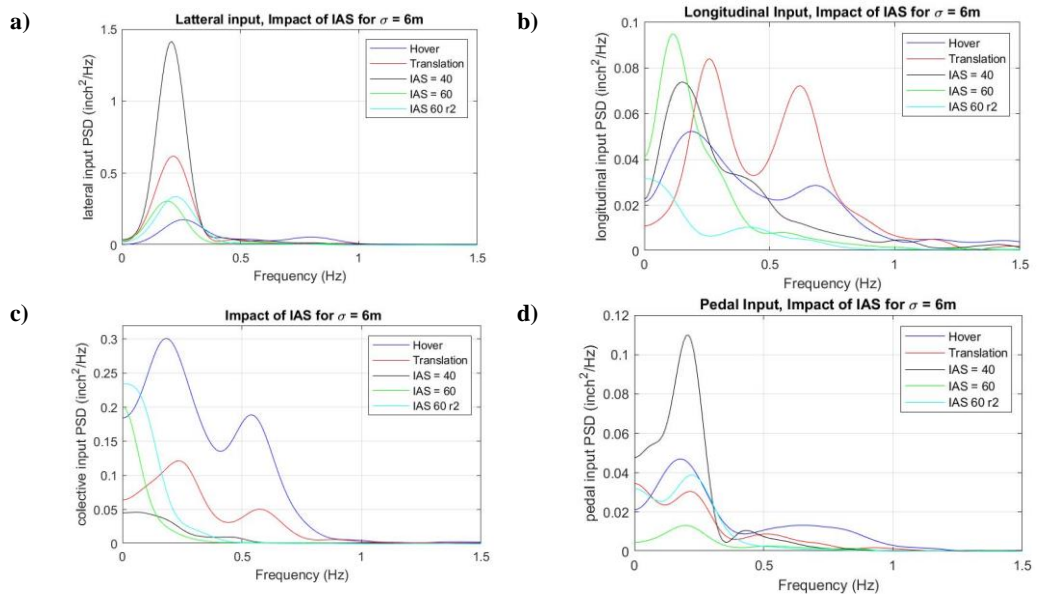 a)
Latteral input, Impact of IAS for σ = 6m
lateral input PSD (inch²/Hz)
1.5
1
0.5
0
0
0.5
1
1.5
Frequency (Hz)
Hover
Translation
IAS = 40
IAS = 60
IAS 60 r2
b)
Longitudinal Input, Impact of IAS for σ = 6m
longitudinal input PSD (inch²/Hz)
0.1
0.08
0.06
0.04
0.02
0
0
0.5
1
1.5
Frequency (Hz)
Hover
Translation
IAS = 40
IAS = 60
IAS 60 r2
c)
Impact of IAS for σ = 6m
colective input PSD (inch²/Hz)
0.3
0.25
0.2
0.15
0.1
0.05
0
0
0.5
1
1.5
Frequency (Hz)
Hover
Translation
IAS = 40
IAS = 60
IAS 60 r2
d)
Pedal Input, Impact of IAS for σ = 6m
pedal input PSD (inch²/Hz)
0.12
0.1
0.08
0.06
0.04
0.02
0
0
0.5
1
1.5
Frequency (Hz)
Hover
Translation
IAS = 40
IAS = 60
IAS 60 r2